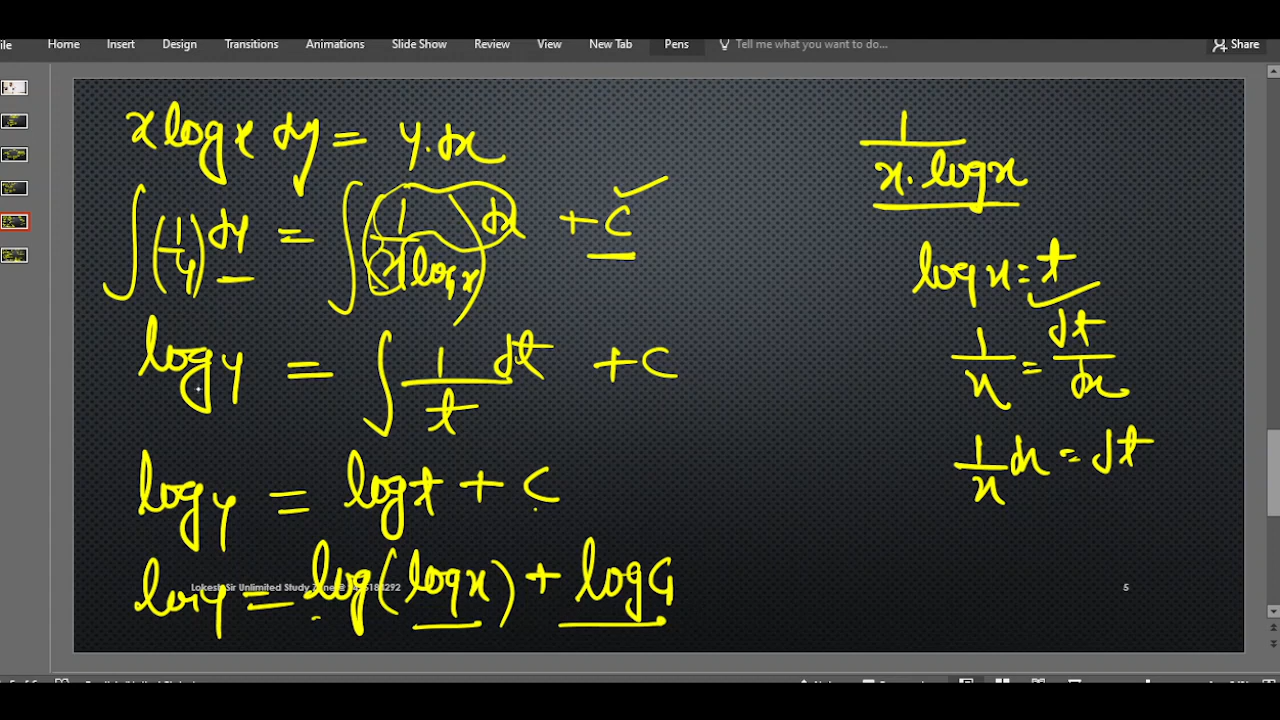 File Home Insert Design Transitions Animations Slide Show Review View New Tab Pens Tell me what you want to do... Share
x log x dy = y . dx
∫ (1/y) dy = ∫ 1/(x log x) dx + C
log y = ∫ 1/t dt + C
log y = log t + C
log y = log (log x) + log C₁
1/(x . log x)
log x = t
1/x = dt/dx
1/x dx = dt
5